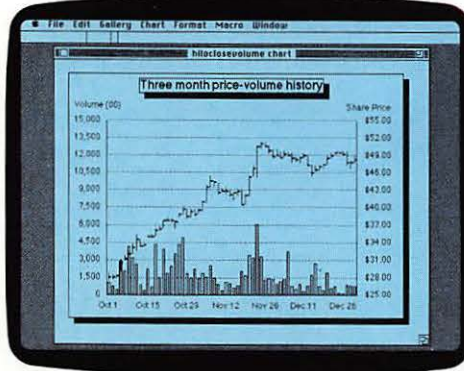 File Edit Gallery Chart Format Macro Window
hiloclosevolume chart
Three month price-volume history
Volume (00) Share Price
15,000 $55.00
13,500 $52.00
12,000 $49.00
10,500 $46.00
9,000 $43.00
7,500 $40.00
6,000 $37.00
4,500 $34.00
3,000 $31.00
1,500 $28.00
0 $25.00
Oct 1 Oct 15 Oct 29 Nov 12 Nov 26 Dec 11 Dec 26